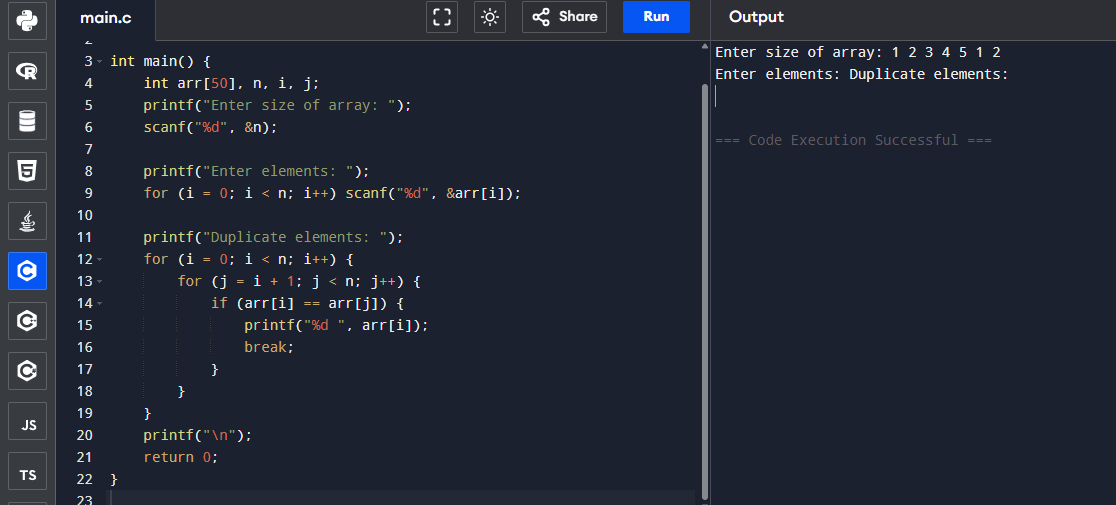 main.c
Share
Run
Output
2
3 int main() {
4     int arr[50], n, i, j;
5     printf("Enter size of array: ");
6     scanf("%d", &n);
7
8     printf("Enter elements: ");
9     for (i = 0; i < n; i++) scanf("%d", &arr[i]);
10
11     printf("Duplicate elements: ");
12     for (i = 0; i < n; i++) {
13         for (j = i + 1; j < n; j++) {
14             if (arr[i] == arr[j]) {
15                 printf("%d ", arr[i]);
16                 break;
17             }
18         }
19     }
20     printf("\n");
21     return 0;
22 }
23
Enter size of array: 1 2 3 4 5 1 2
Enter elements: Duplicate elements:
=== Code Execution Successful ===
R
5
C
C
C
JS
TS